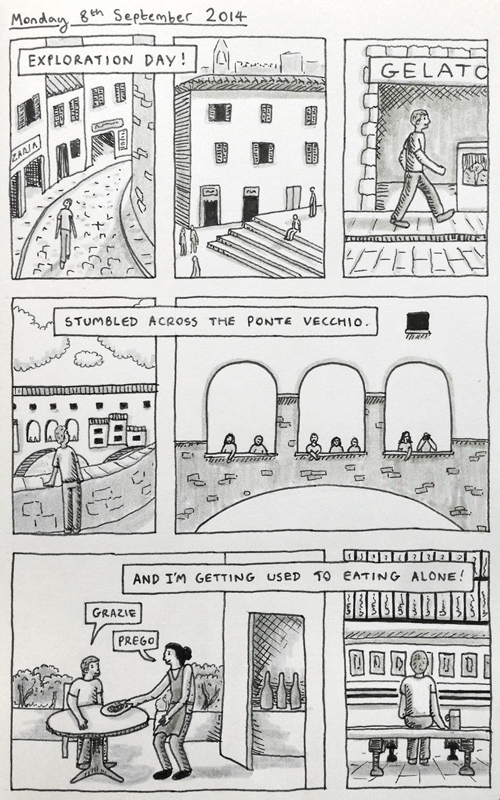 Monday 8th September 2014
EXPLORATION DAY!
ZARIA
GELATO
STUMBLED ACROSS THE PONTE VECCHIO.
AND I'M GETTING USED TO EATING ALONE!
GRAZIE
PREGO